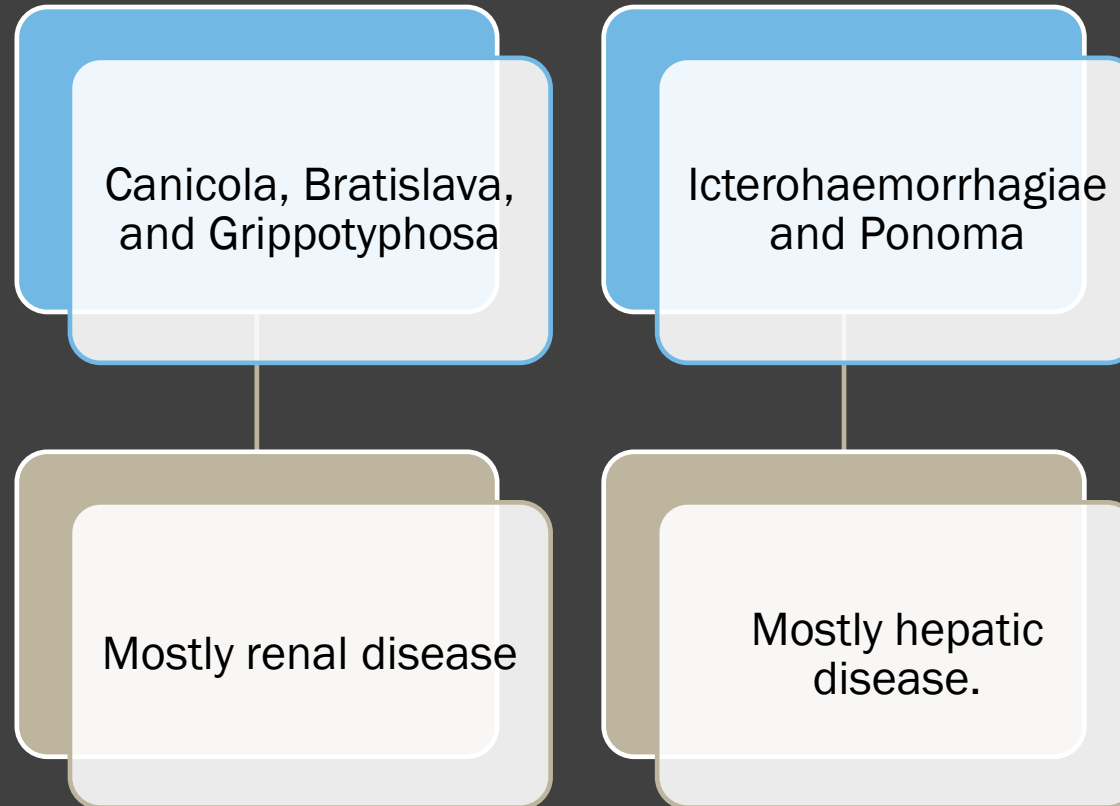 Canicola, Bratislava,
and Grippotyphosa
Icterohaemorrhagiae
and Ponoma
Mostly renal disease
Mostly hepatic
disease.